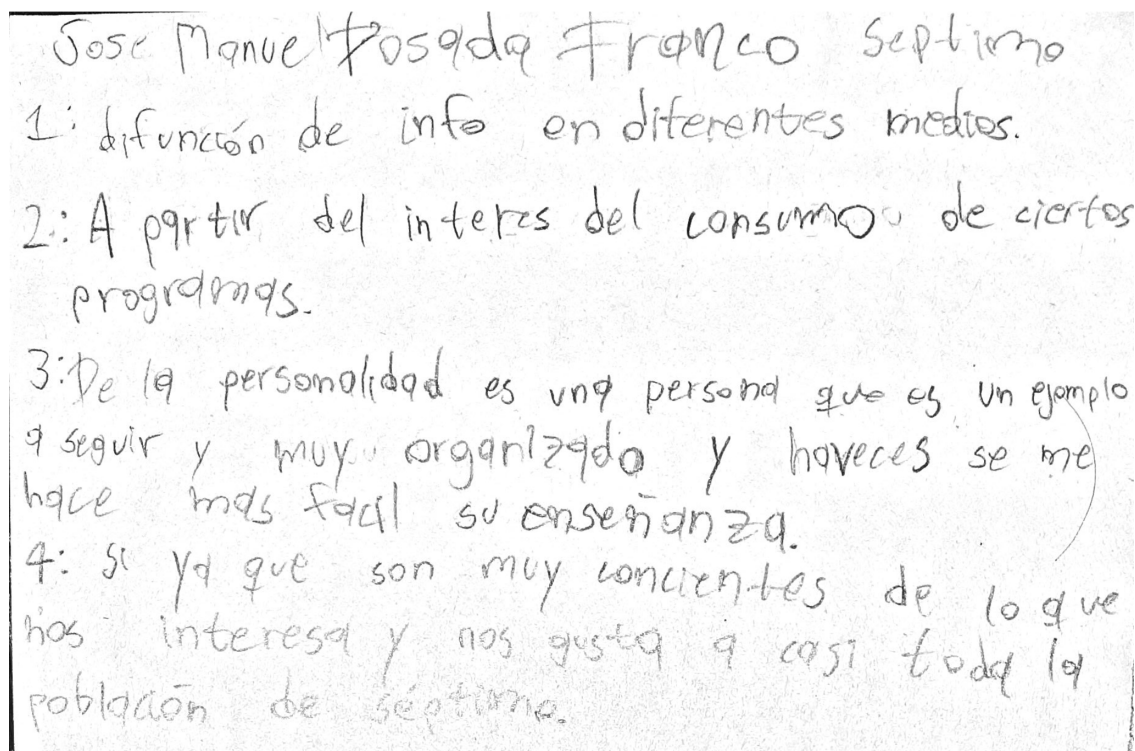 Jose Manuel Posada Franco Septimo
1: difunción de info en diferentes medios.
2: A partir del interes del consumo de ciertos
programas.
3: De la personalidad es una persona que es un ejemplo
a seguir y muy organizado y haveces se me
hace mas facil su enseñanza.
4: Si ya que son muy concientes de lo que
nos interesa y nos gusta a casi toda la
población de séptimo.